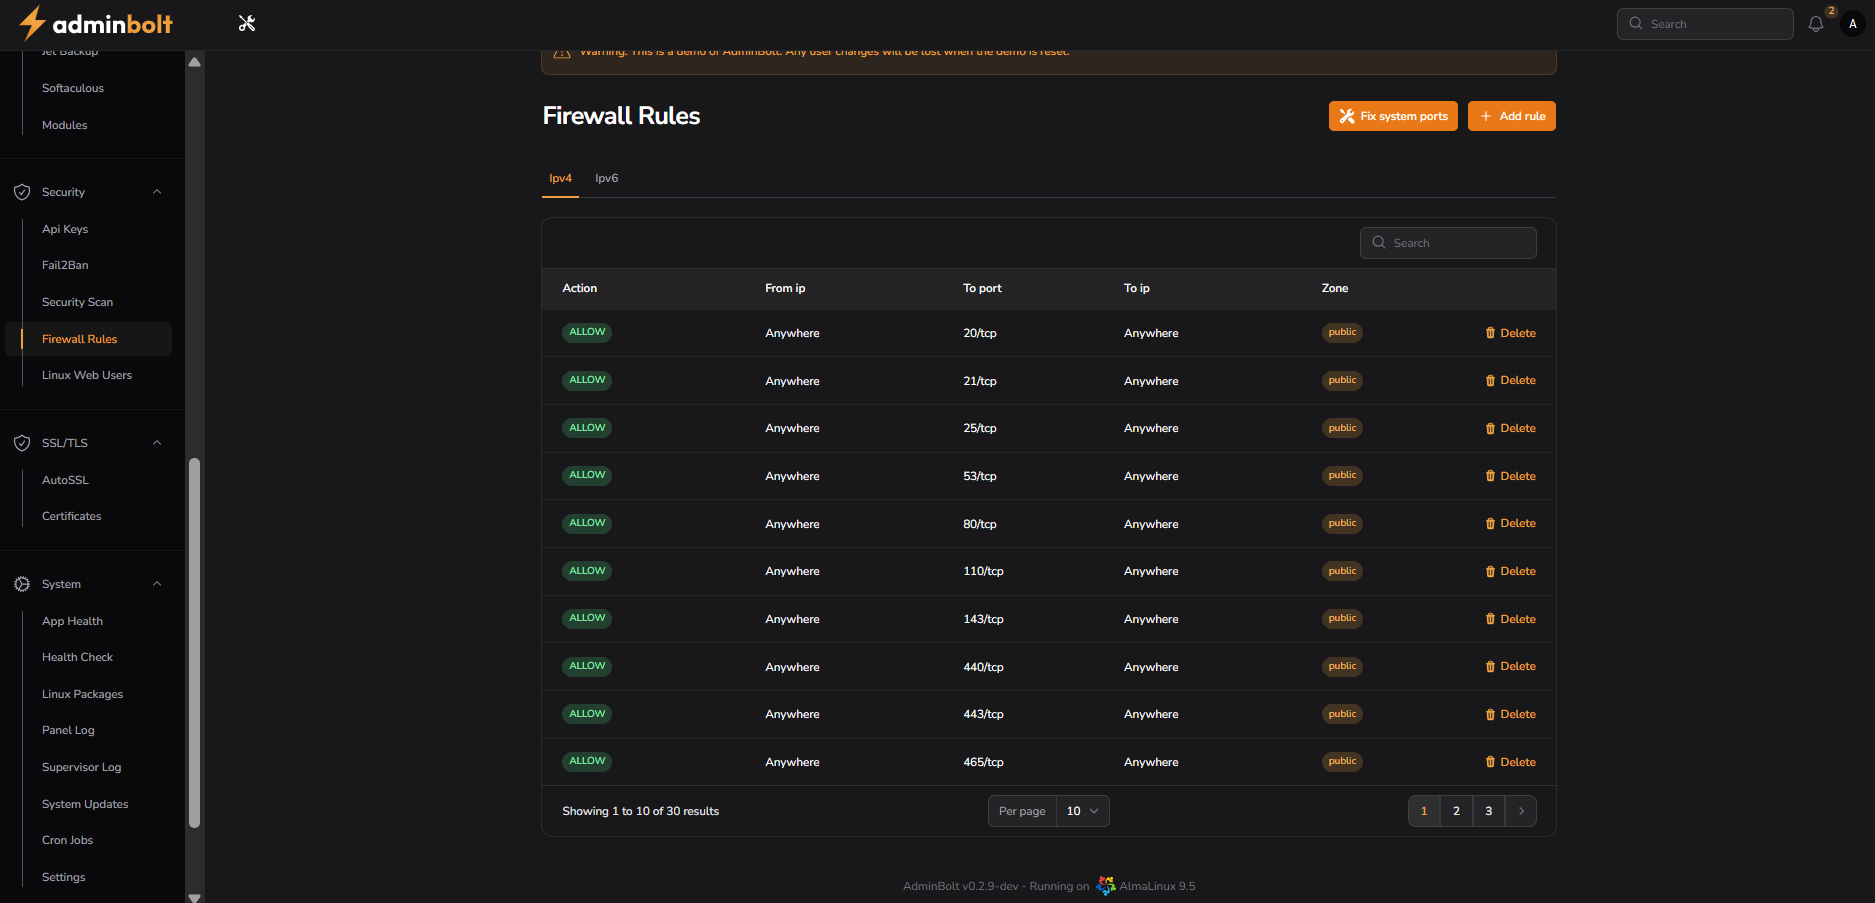 adminbolt
Search
2
A
Jet Backup
Softaculous
Modules
Security
Api Keys
Fail2Ban
Security Scan
Firewall Rules
Linux Web Users
SSL/TLS
AutoSSL
Certificates
System
App Health
Health Check
Linux Packages
Panel Log
Supervisor Log
System Updates
Cron Jobs
Settings
Warning: This is a demo of AdminBolt. Any user changes will be lost when the demo is reset.
Firewall Rules
Fix system ports
Add rule
Ipv4 Ipv6
Search
Action From ip To port To ip Zone
ALLOW Anywhere 20/tcp Anywhere public Delete
ALLOW Anywhere 21/tcp Anywhere public Delete
ALLOW Anywhere 25/tcp Anywhere public Delete
ALLOW Anywhere 53/tcp Anywhere public Delete
ALLOW Anywhere 80/tcp Anywhere public Delete
ALLOW Anywhere 110/tcp Anywhere public Delete
ALLOW Anywhere 143/tcp Anywhere public Delete
ALLOW Anywhere 440/tcp Anywhere public Delete
ALLOW Anywhere 443/tcp Anywhere public Delete
ALLOW Anywhere 465/tcp Anywhere public Delete
Showing 1 to 10 of 30 results Per page 10 1 2 3
AdminBolt v0.2.9-dev - Running on AlmaLinux 9.5